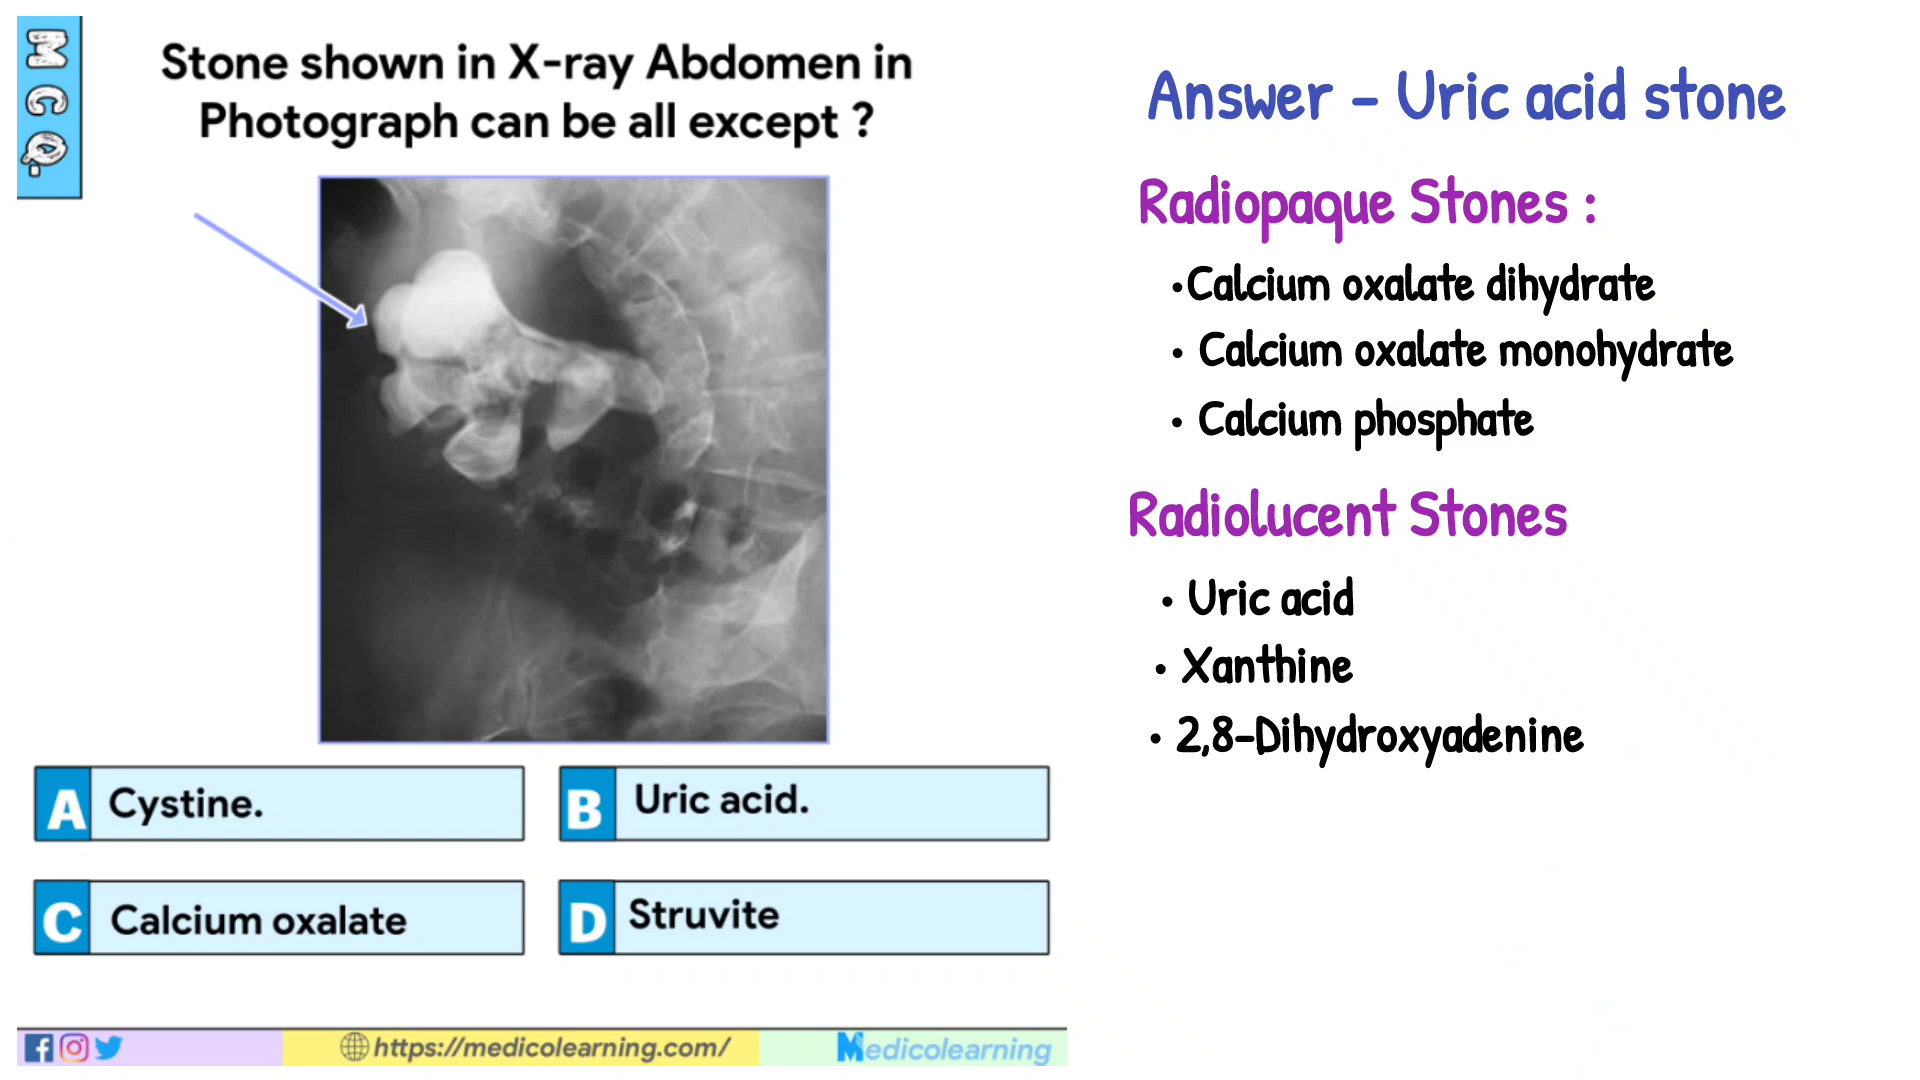 MCQ
Stone shown in X-ray Abdomen in
Photograph can be all except ?
A Cystine.
B Uric acid.
C Calcium oxalate
D Struvite
https://medicolearning.com/
Medicolearning
Answer - Uric acid stone
Radiopaque Stones :
•Calcium oxalate dihydrate
• Calcium oxalate monohydrate
• Calcium phosphate
Radiolucent Stones
• Uric acid
• Xanthine
• 2,8-Dihydroxyadenine